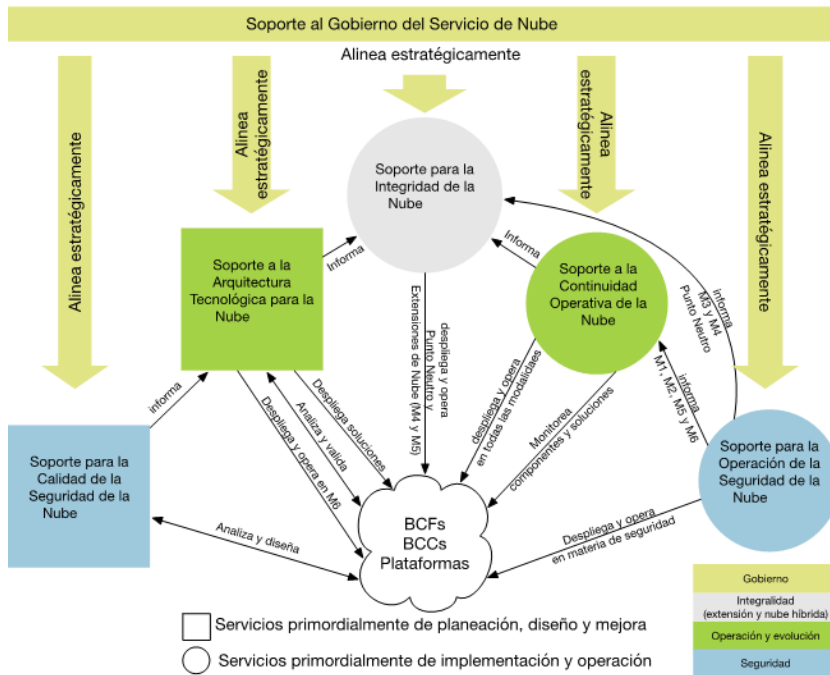 Soporte al Gobierno del Servicio de Nube
Alinea estratégicamente
Alinea estratégicamente
Alinea
estratégicamente
Alinea
estratégicamente
Alinea estratégicamente
Soporte para la
Integridad de la
Nube
Soporte a la
Arquitectura
Tecnológica para la
Nube
Informa
Informa
Soporte a la
Continuidad
Operativa de la
Nube
informa
M3 y M4
Punto Neutro
despliega y opera
Punto Neutro y
Extensiones de Nube (M4 y M5)
informa
M1, M2, M5 y M6
informa
Despliega soluciones
Analiza y valida
Despliega y opera en M6
despliega y opera
en todas las modalidaes
Monitorea
componentes y soluciones
Soporte para la
Calidad de la
Seguridad de la
Nube
Soporte para la
Operación de la
Seguridad de la
Nube
Analiza y diseña
BCFs
BCCs
Plataformas
Despliega y opera
en materia de seguridad
Gobierno
Integralidad
(extensión y nube híbrida)
Operación y evolución
Seguridad
Servicios primordialmente de planeación, diseño y mejora
Servicios primordialmente de implementación y operación